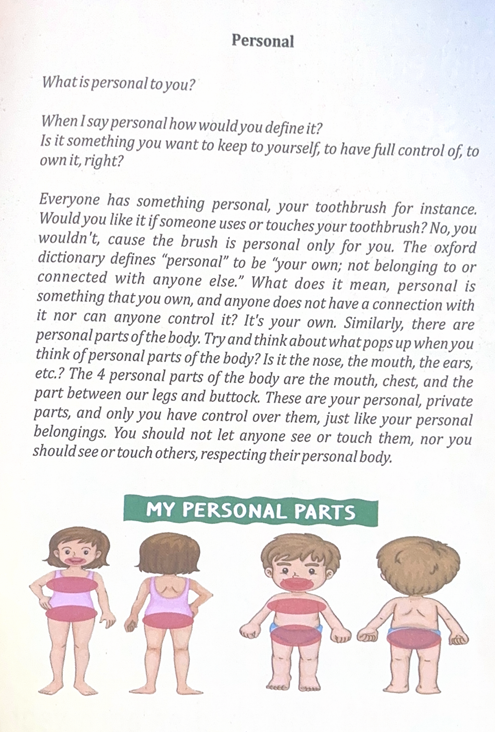 Personal
What is personal to you?
When I say personal how would you define it?
Is it something you want to keep to yourself, to have full control of, to
own it, right?
Everyone has something personal, your toothbrush for instance.
Would you like it if someone uses or touches your toothbrush? No, you
wouldn't, cause the brush is personal only for you. The oxford
dictionary defines “personal” to be “your own; not belonging to or
connected with anyone else.” What does it mean, personal is
something that you own, and anyone does not have a connection with
it nor can anyone control it? It's your own. Similarly, there are
personal parts of the body. Try and think about what pops up when you
think of personal parts of the body? Is it the nose, the mouth, the ears,
etc.? The 4 personal parts of the body are the mouth, chest, and the
part between our legs and buttock. These are your personal, private
parts, and only you have control over them, just like your personal
belongings. You should not let anyone see or touch them, nor you
should see or touch others, respecting their personal body.
MY PERSONAL PARTS